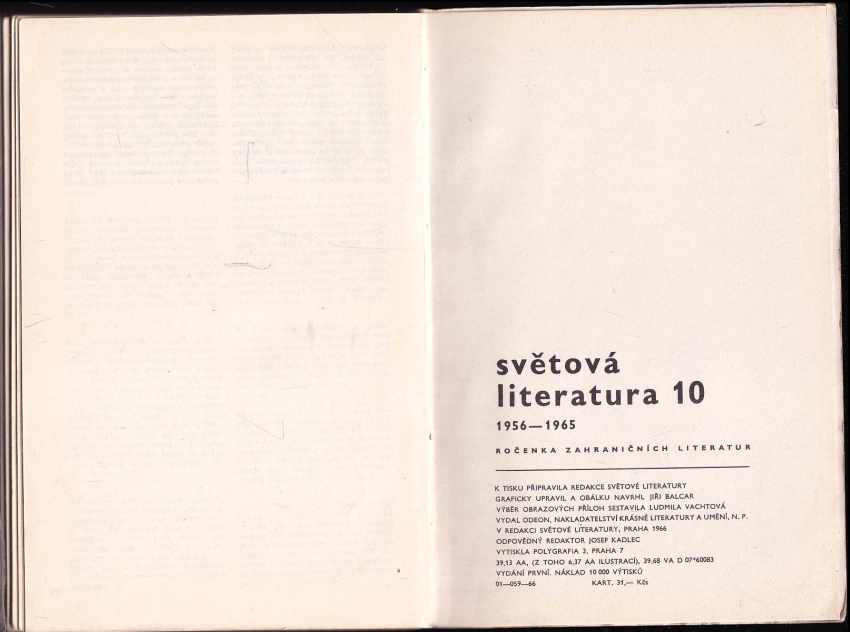 světová
literatura 10
1956—1965
ROČENKA ZAHRANIČNÍCH LITERATUR
K TISKU PŘIPRAVILA REDAKCE SVĚTOVÉ LITERATURY
GRAFICKY UPRAVIL A OBÁLKU NAVRHL JIŘI BALCAR
VÝBĚR OBRAZOVÝCH PŘÍLOH SESTAVILA LUDMILA VACHTOVÁ
VYDAL ODEON, NAKLADATELSTVÍ KRÁSNÉ LITERATURY A UMĚNÍ, N. P.
V REDAKCI SVĚTOVÉ LITERATURY, PRAHA 1966
ODPOVĚDNÝ REDAKTOR JOSEF KADLEC
VYTISKLA POLYGRAFIA 3, PRAHA 7
39,13 AA, (Z TOHO 6,37 AA ILUSTRACÍ), 39,68 VA D 07*60083
VYDÁNÍ PRVNÍ. NÁKLAD 10 000 VÝTISKŮ
01—059—66 KART. 31,— Kčs